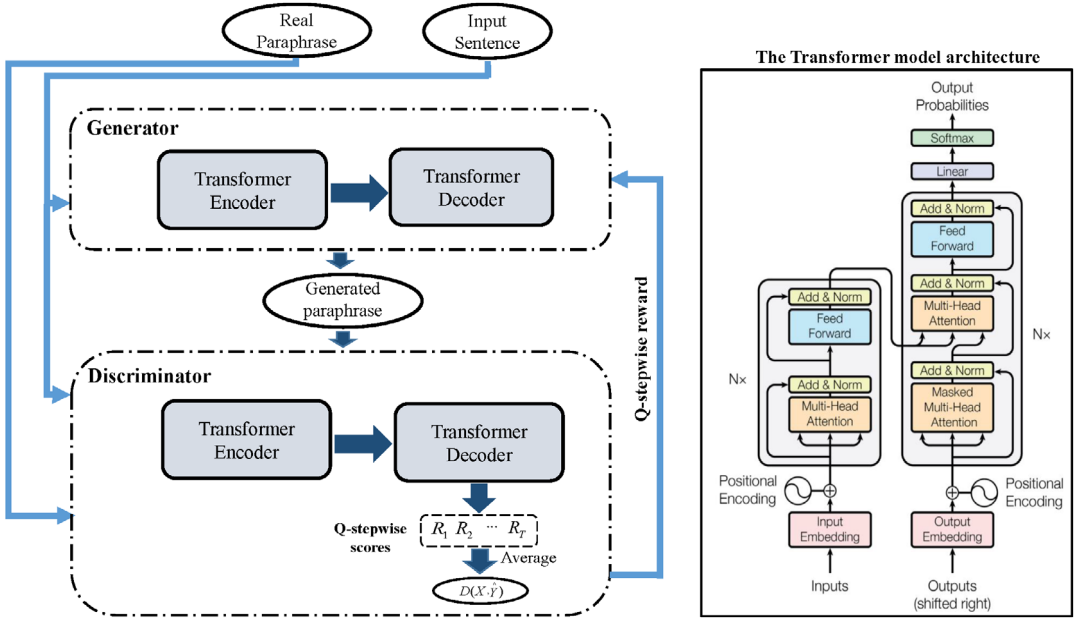 Real
Paraphrase
Input
Sentence
Generator
Transformer
Encoder
Transformer
Decoder
Generated
paraphrase
Discriminator
Transformer
Encoder
Transformer
Decoder
Q-stepwise
scores
R1 R2 ... RT
Average
D(X,Ŷ)
Q-stepwise reward
The Transformer model architecture
Output
Probabilities
Softmax
Linear
Add & Norm
Feed
Forward
Add & Norm
Multi-Head
Attention
Add & Norm
Masked
Multi-Head
Attention
N×
Add & Norm
Feed
Forward
Add & Norm
Multi-Head
Attention
N×
Positional
Encoding
Positional
Encoding
Input
Embedding
Output
Embedding
Inputs
Outputs
(shifted right)